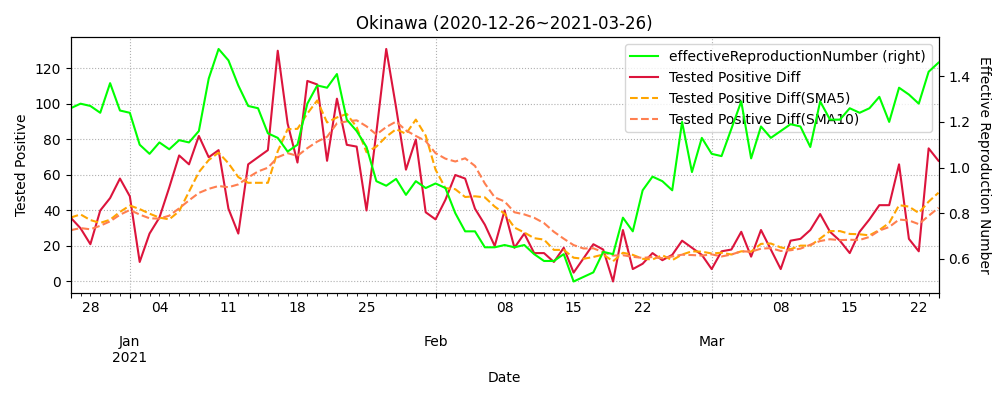 Okinawa (2020-12-26~2021-03-26)
effectiveReproductionNumber (right)
Tested Positive Diff
Tested Positive Diff(SMA5)
Tested Positive Diff(SMA10)
Tested Positive
120
100
80
60
40
20
0
1.4
1.2
1.0
0.8
0.6
Effective Reproduction Number
28 04 11 18 25 08 15 22 08 15 22
Jan Feb Mar
2021
Date